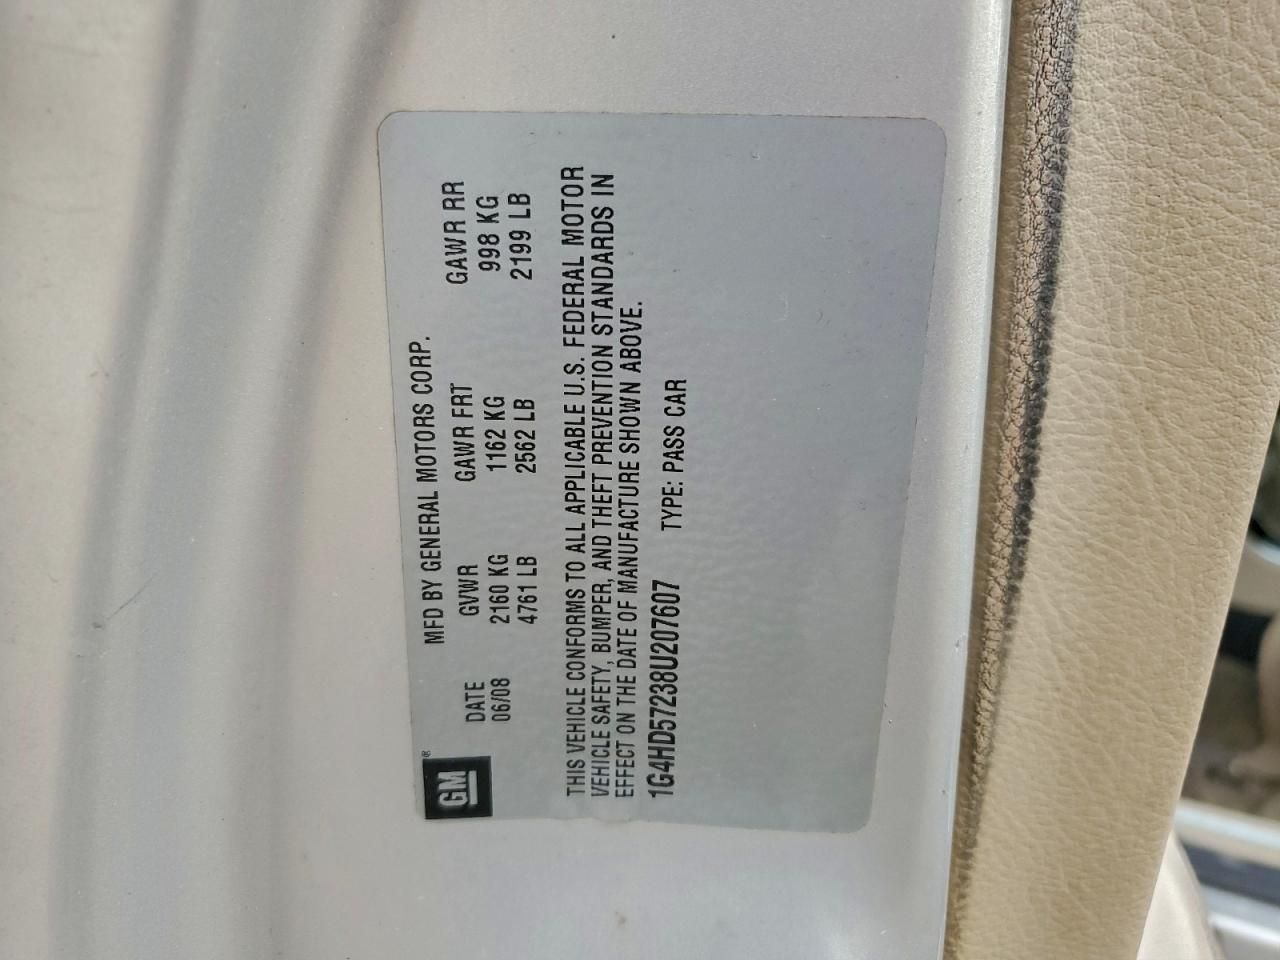 GM®
MFD BY GENERAL MOTORS CORP.
DATE GVWR GAWR FRT GAWR RR
06/08 2160 KG 1162 KG 998 KG
4761 LB 2562 LB 2199 LB
THIS VEHICLE CONFORMS TO ALL APPLICABLE U.S. FEDERAL MOTOR
VEHICLE SAFETY, BUMPER, AND THEFT PREVENTION STANDARDS IN
EFFECT ON THE DATE OF MANUFACTURE SHOWN ABOVE.
1G4HD57238U207607 TYPE: PASS CAR